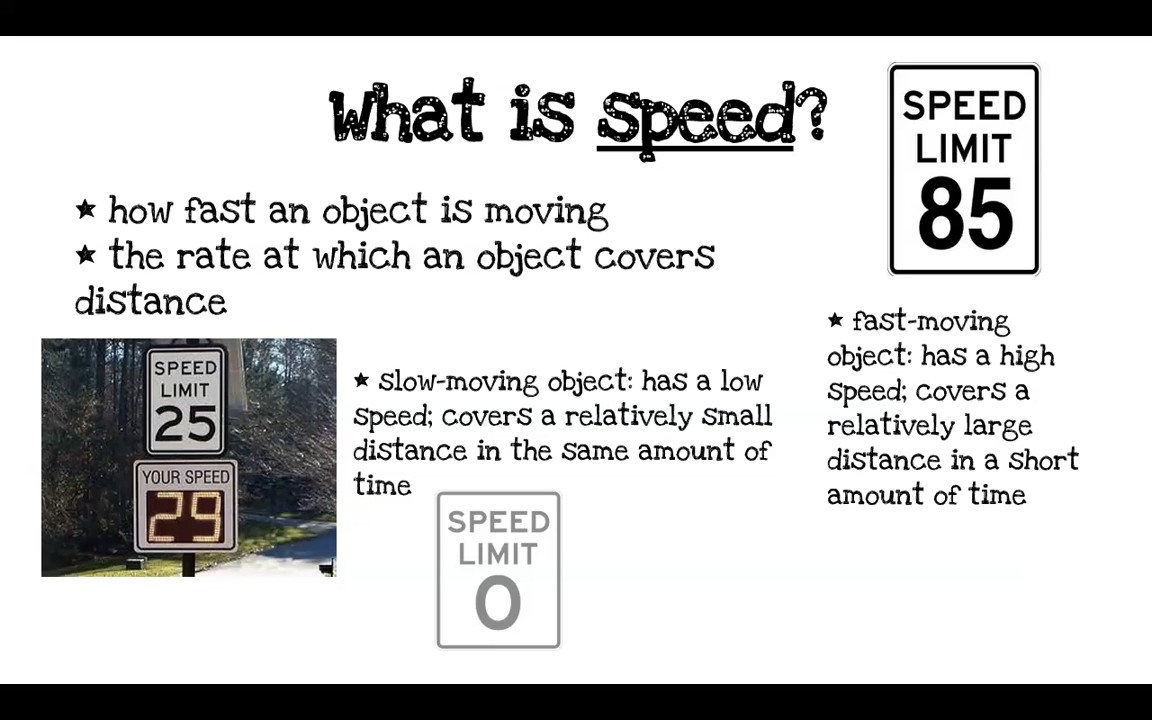 What is speed?
★ how fast an object is moving
★ the rate at which an object covers
distance
SPEED
LIMIT
85
SPEED
LIMIT
25
YOUR SPEED
29
★ slow-moving object: has a low
speed; covers a relatively small
distance in the same amount of
time
SPEED
LIMIT
0
★ fast-moving
object: has a high
speed; covers a
relatively large
distance in a short
amount of time